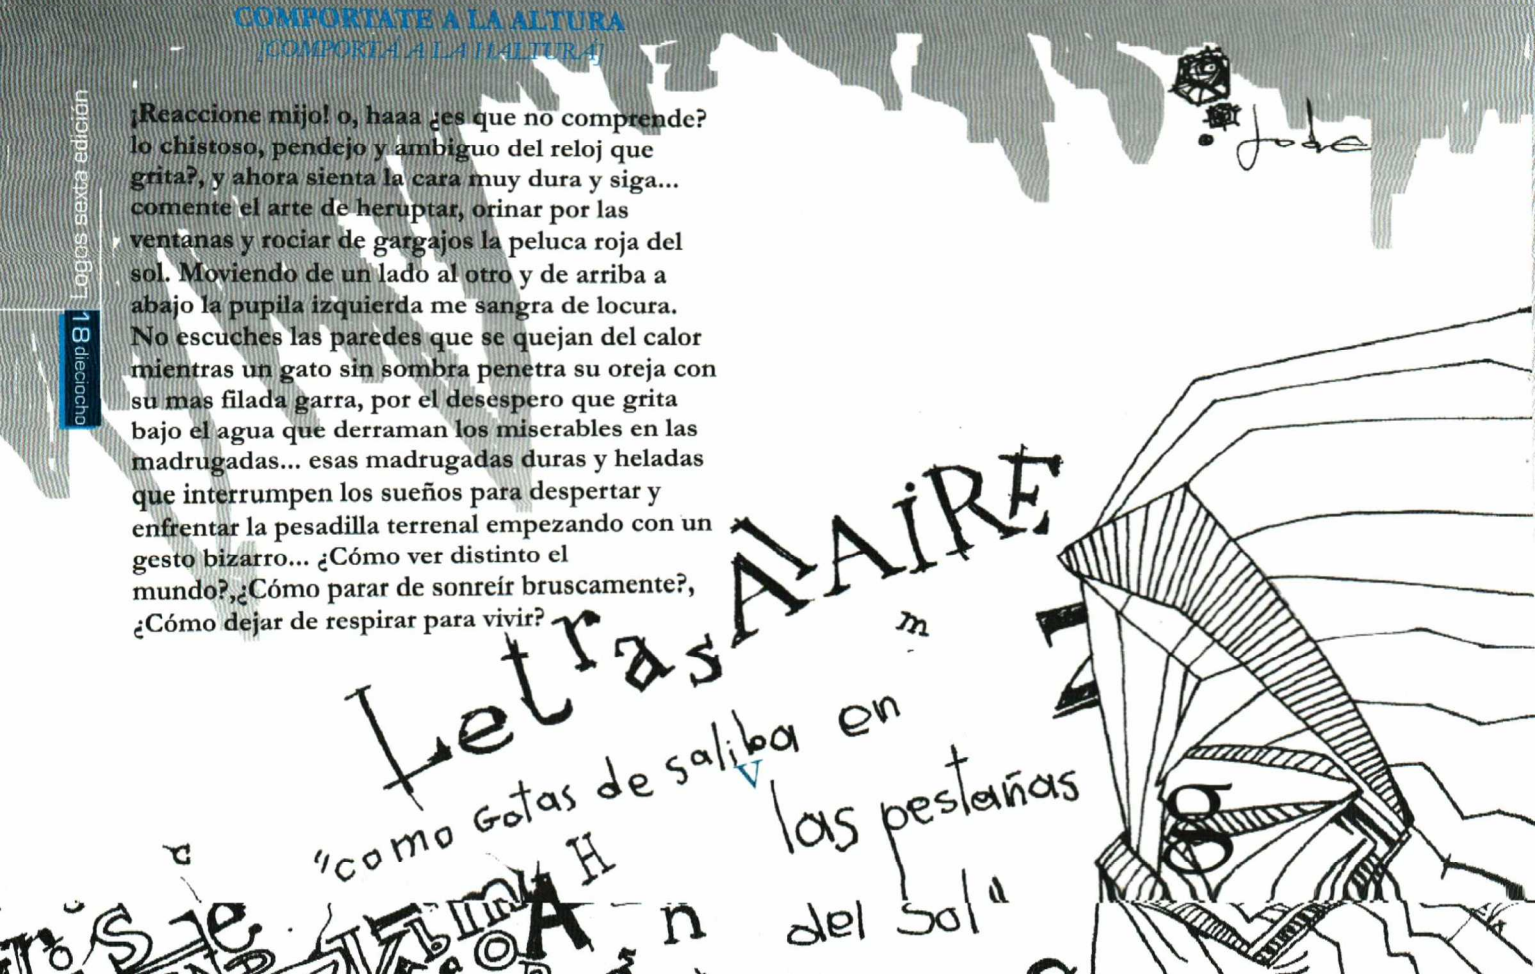 COMPORTATE A LA ALTURA
[COMPORTÁ A LA HALTURA]
¡Reaccione mijo! o, haaa ¿es que no comprende?
lo chistoso, pendejo y ambiguo del reloj que
grita?, y ahora sienta la cara muy dura y siga...
comente el arte de heruptar, orinar por las
ventanas y rociar de gargajos la peluca roja del
sol. Moviendo de un lado al otro y de arriba a
abajo la pupila izquierda me sangra de locura.
No escuches las paredes que se quejan del calor
mientras un gato sin sombra penetra su oreja con
su mas filada garra, por el desespero que grita
bajo el agua que derraman los miserables en las
madrugadas... esas madrugadas duras y heladas
que interrumpen los sueños para despertar y
enfrentar la pesadilla terrenal empezando con un
gesto bizarro... ¿Cómo ver distinto el
mundo?,¿Cómo parar de sonreír bruscamente?,
¿Cómo dejar de respirar para vivir?
Logos sexta edición
18 dieciocho
Letras AL AIRE
m
z
"como Gotas de saliba en
v
las pestañas
del Sol"
g
c
H
A
n